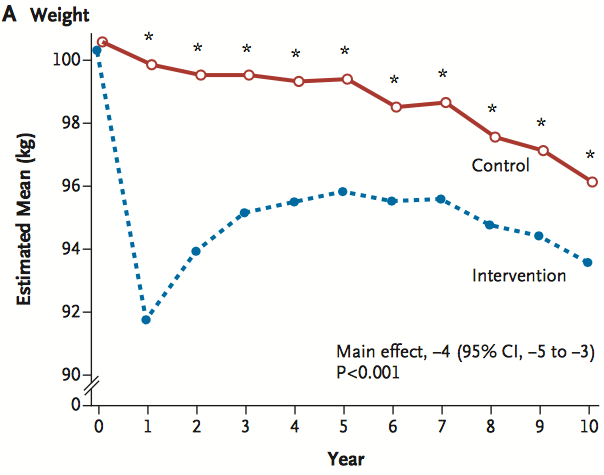 A Weight
Estimated Mean (kg)
100
98
96
94
92
90
0
* * * * * * * * * *
Control
Intervention
Main effect, –4 (95% CI, –5 to –3)
P<0.001
0 1 2 3 4 5 6 7 8 9 10
Year